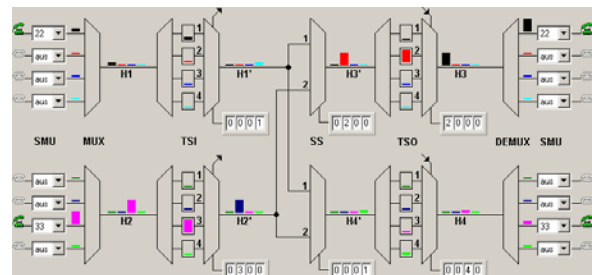 22 1 1 22
aus 2 1 2 aus
aus H1 3 H1' H3' 3 H3 aus
aus 4 2 4 aus
0 0 0 1 0 2 0 0 2 0 0 0
SMU MUX TSI SS TSO DEMUX SMU
aus 1 1 1 aus
aus 2 2 aus
33 H2 3 H2' 2 H4' 3 H4 33
aus 4 4 aus
0 3 0 0 0 0 0 1 0 0 4 0